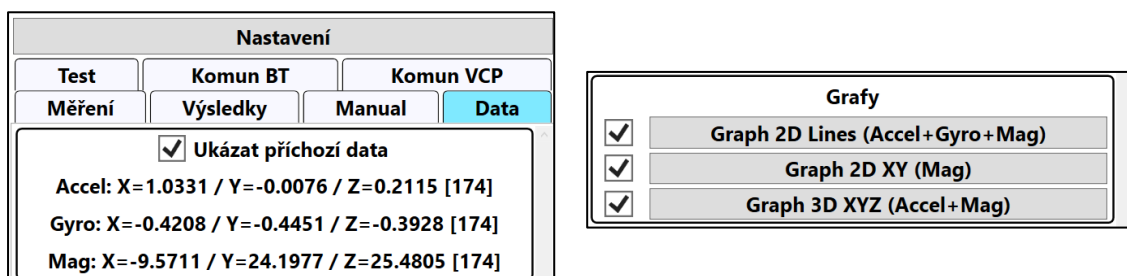 Nastavení
Test Komun BT Komun VCP
Měření Výsledky Manual Data
Ukázat příchozí data
Accel: X=1.0331 / Y=-0.0076 / Z=0.2115 [174]
Gyro: X=-0.4208 / Y=-0.4451 / Z=-0.3928 [174]
Mag: X=-9.5711 / Y=24.1977 / Z=25.4805 [174]
Grafy
Graph 2D Lines (Accel+Gyro+Mag)
Graph 2D XY (Mag)
Graph 3D XYZ (Accel+Mag)